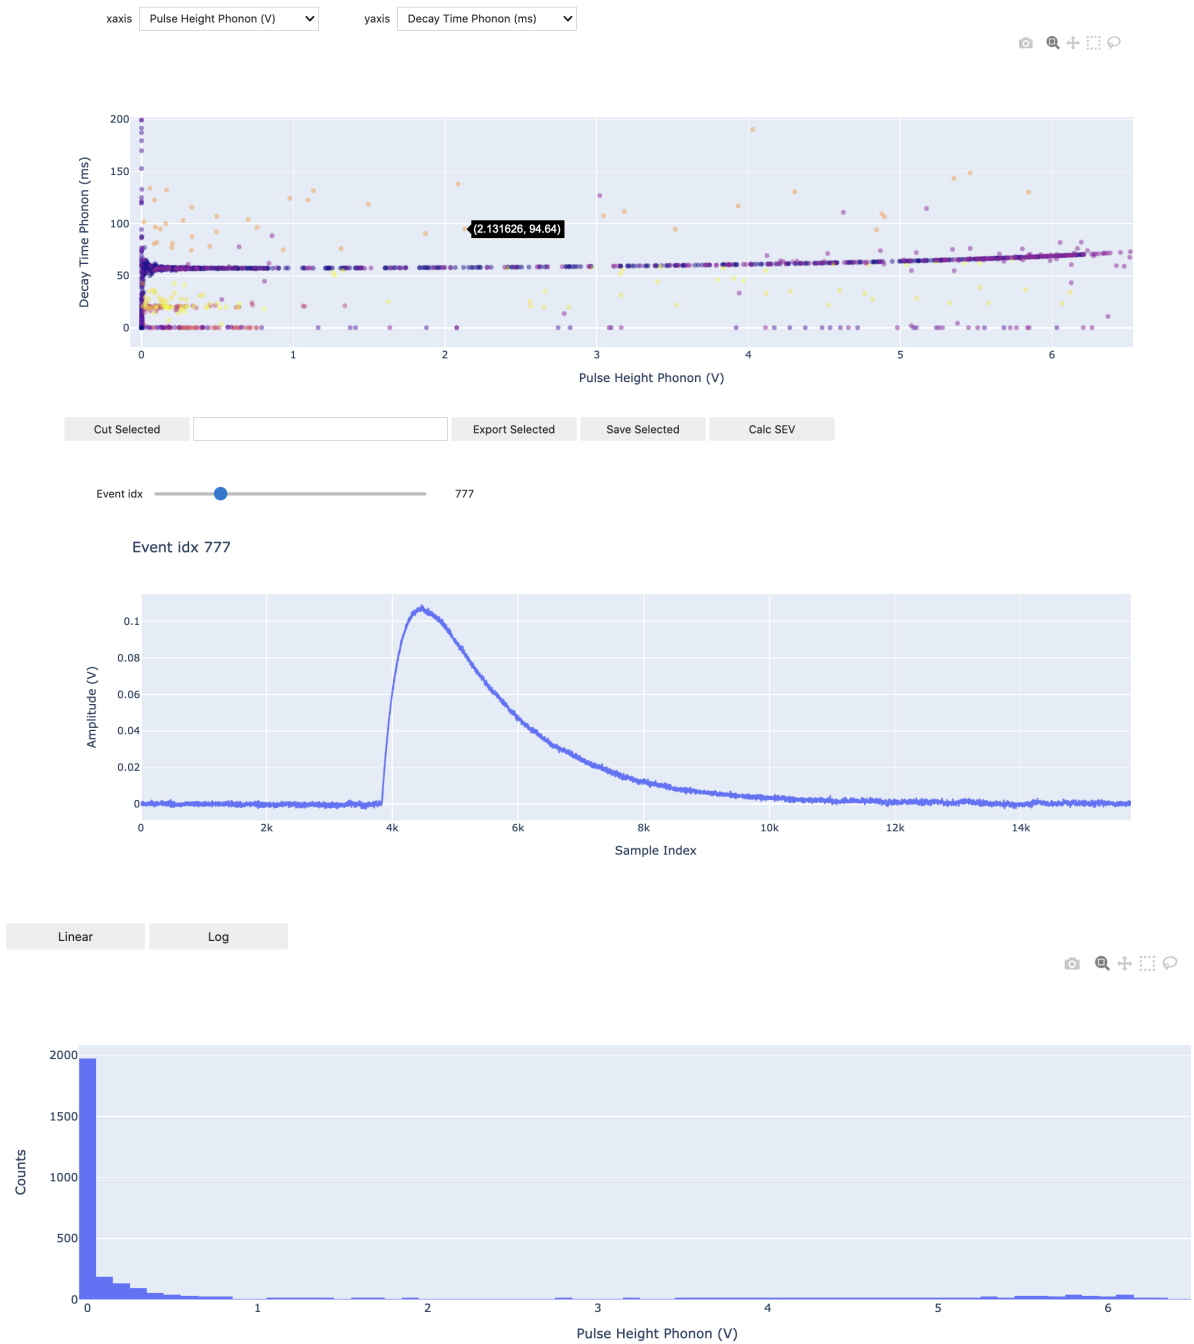 xaxis Pulse Height Phonon (V) yaxis Decay Time Phonon (ms)
200
150
100
50
0
Decay Time Phonon (ms)
(2.131626, 94.64)
0 1 2 3 4 5 6
Pulse Height Phonon (V)
Cut Selected Export Selected Save Selected Calc SEV
Event idx 777
Event idx 777
0.1
0.08
0.06
0.04
0.02
0
Amplitude (V)
0 2k 4k 6k 8k 10k 12k 14k
Sample Index
Linear Log
2000
1500
1000
500
0
Counts
0 1 2 3 4 5 6
Pulse Height Phonon (V)